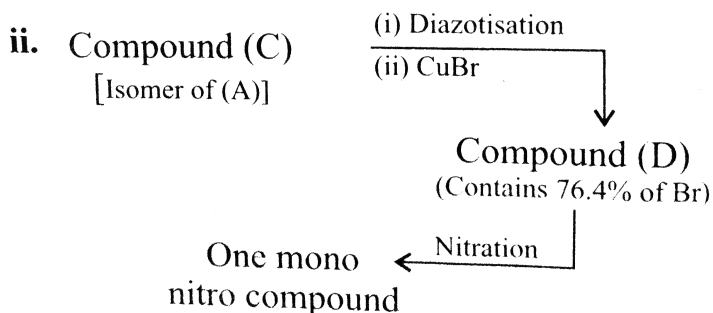 ii. Compound (C)
[Isomer of (A)]
(i) Diazotisation
(ii) CuBr
Compound (D)
(Contains 76.4% of Br)
Nitration
One mono
nitro compound